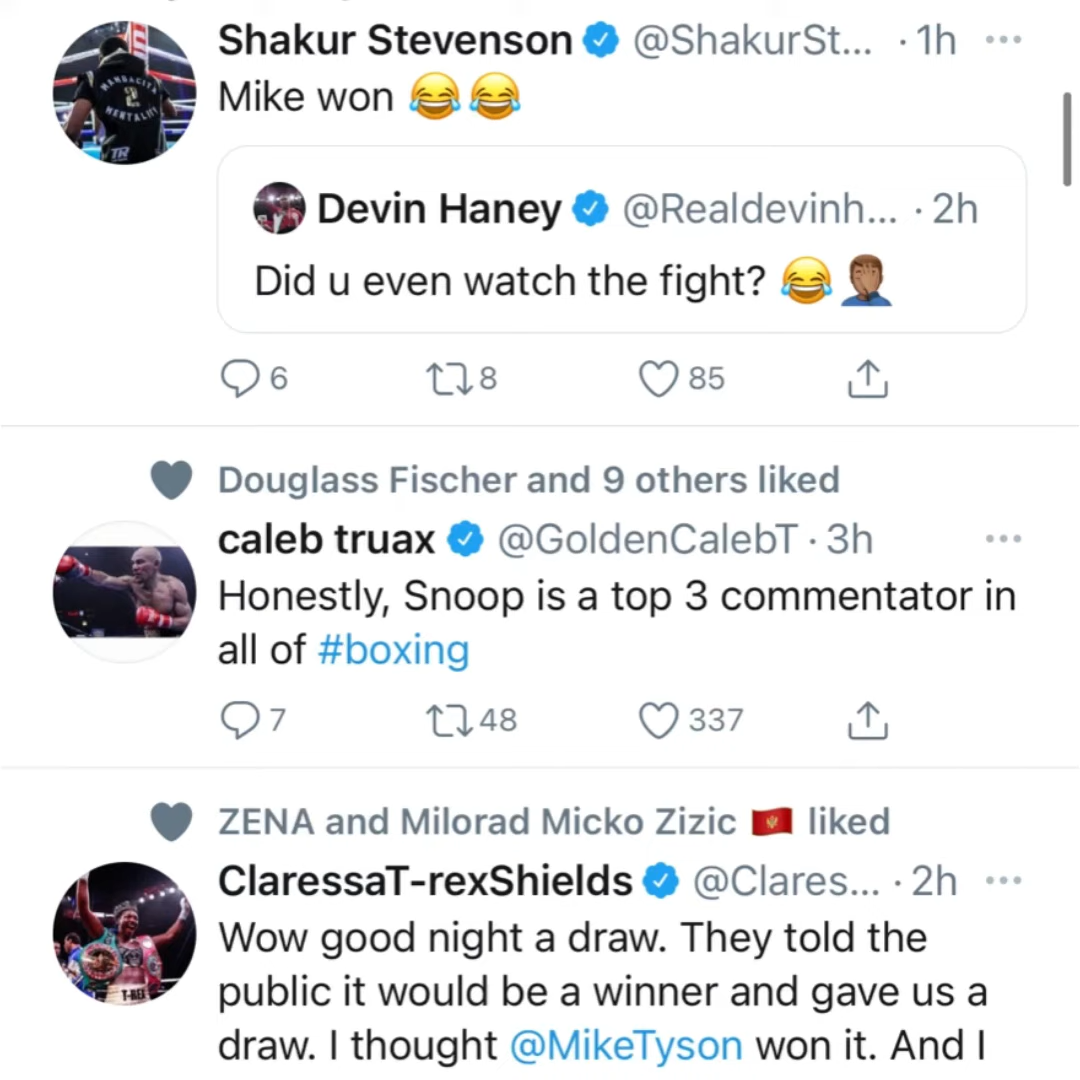 Shakur Stevenson @ShakurSt... · 1h
Mike won 😂😂
Devin Haney @Realdevinh... · 2h
Did u even watch the fight? 😂🤦🏾‍♂️
6 8 85
Douglass Fischer and 9 others liked
caleb truax @GoldenCalebT · 3h
Honestly, Snoop is a top 3 commentator in
all of #boxing
7 48 337
ZENA and Milorad Micko Zizic 🇲🇪 liked
ClaressaT-rexShields @Clares... · 2h
Wow good night a draw. They told the
public it would be a winner and gave us a
draw. I thought @MikeTyson won it. And I